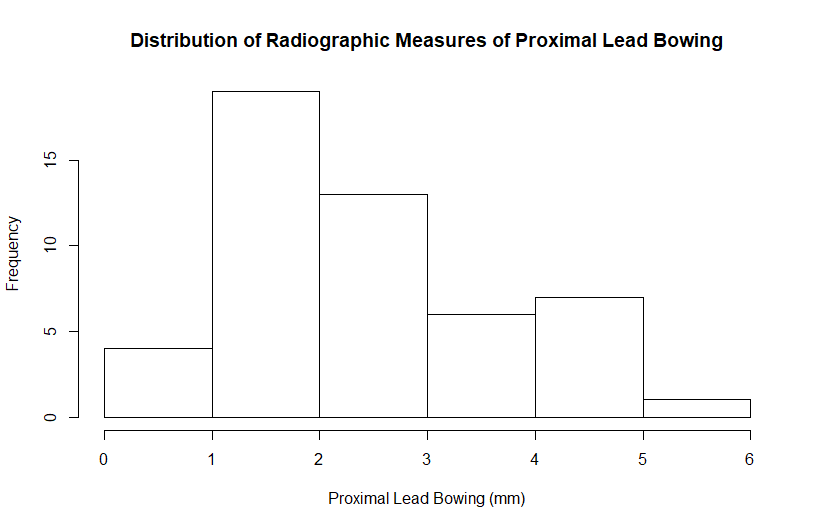 Distribution of Radiographic Measures of Proximal Lead Bowing
Frequency
15
10
5
0
0 1 2 3 4 5 6
Proximal Lead Bowing (mm)